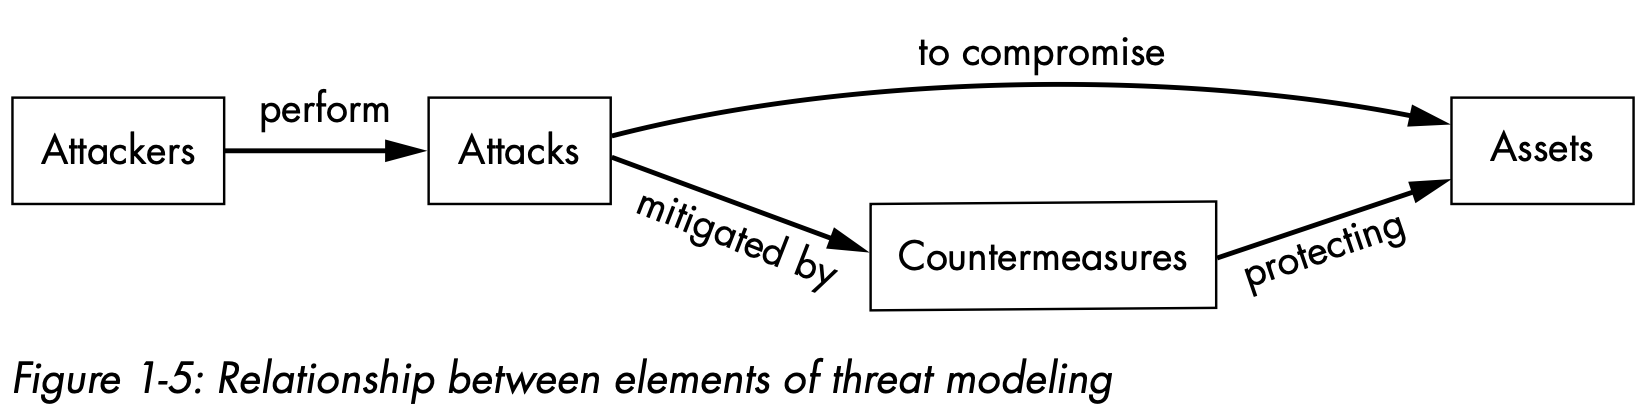 to compromise
Attackers
perform
Attacks
Assets
mitigated by
Countermeasures
protecting
Figure 1-5: Relationship between elements of threat modeling